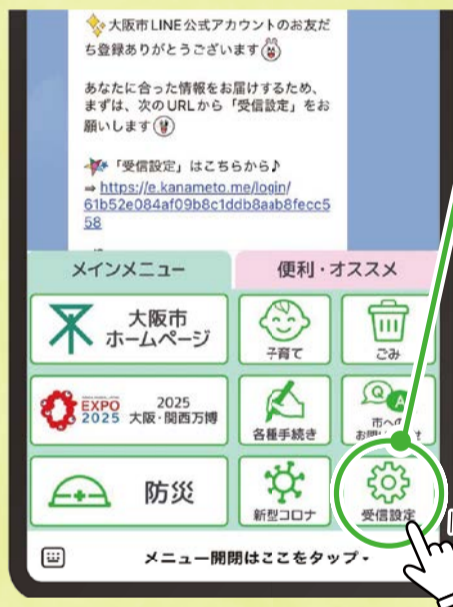 大阪市LINE公式アカウントのお友だ
ち登録ありがとうございます
あなたに合った情報をお届けするため、
まずは、次のURLから「受信設定」をお
願いします
「受信設定」はこちらから♪
⇒ https://e.kanameto.me/login/
61b52e084af09b8c1ddb8aab8fecc5
58
メインメニュー
便利・オススメ
大阪市
ホームページ
子育て
ごみ
EXPO
2025
2025
大阪・関西万博
各種手続き
Q
A
市への
防災
新型コロナ
受信設定
メニュー開閉はここをタップ